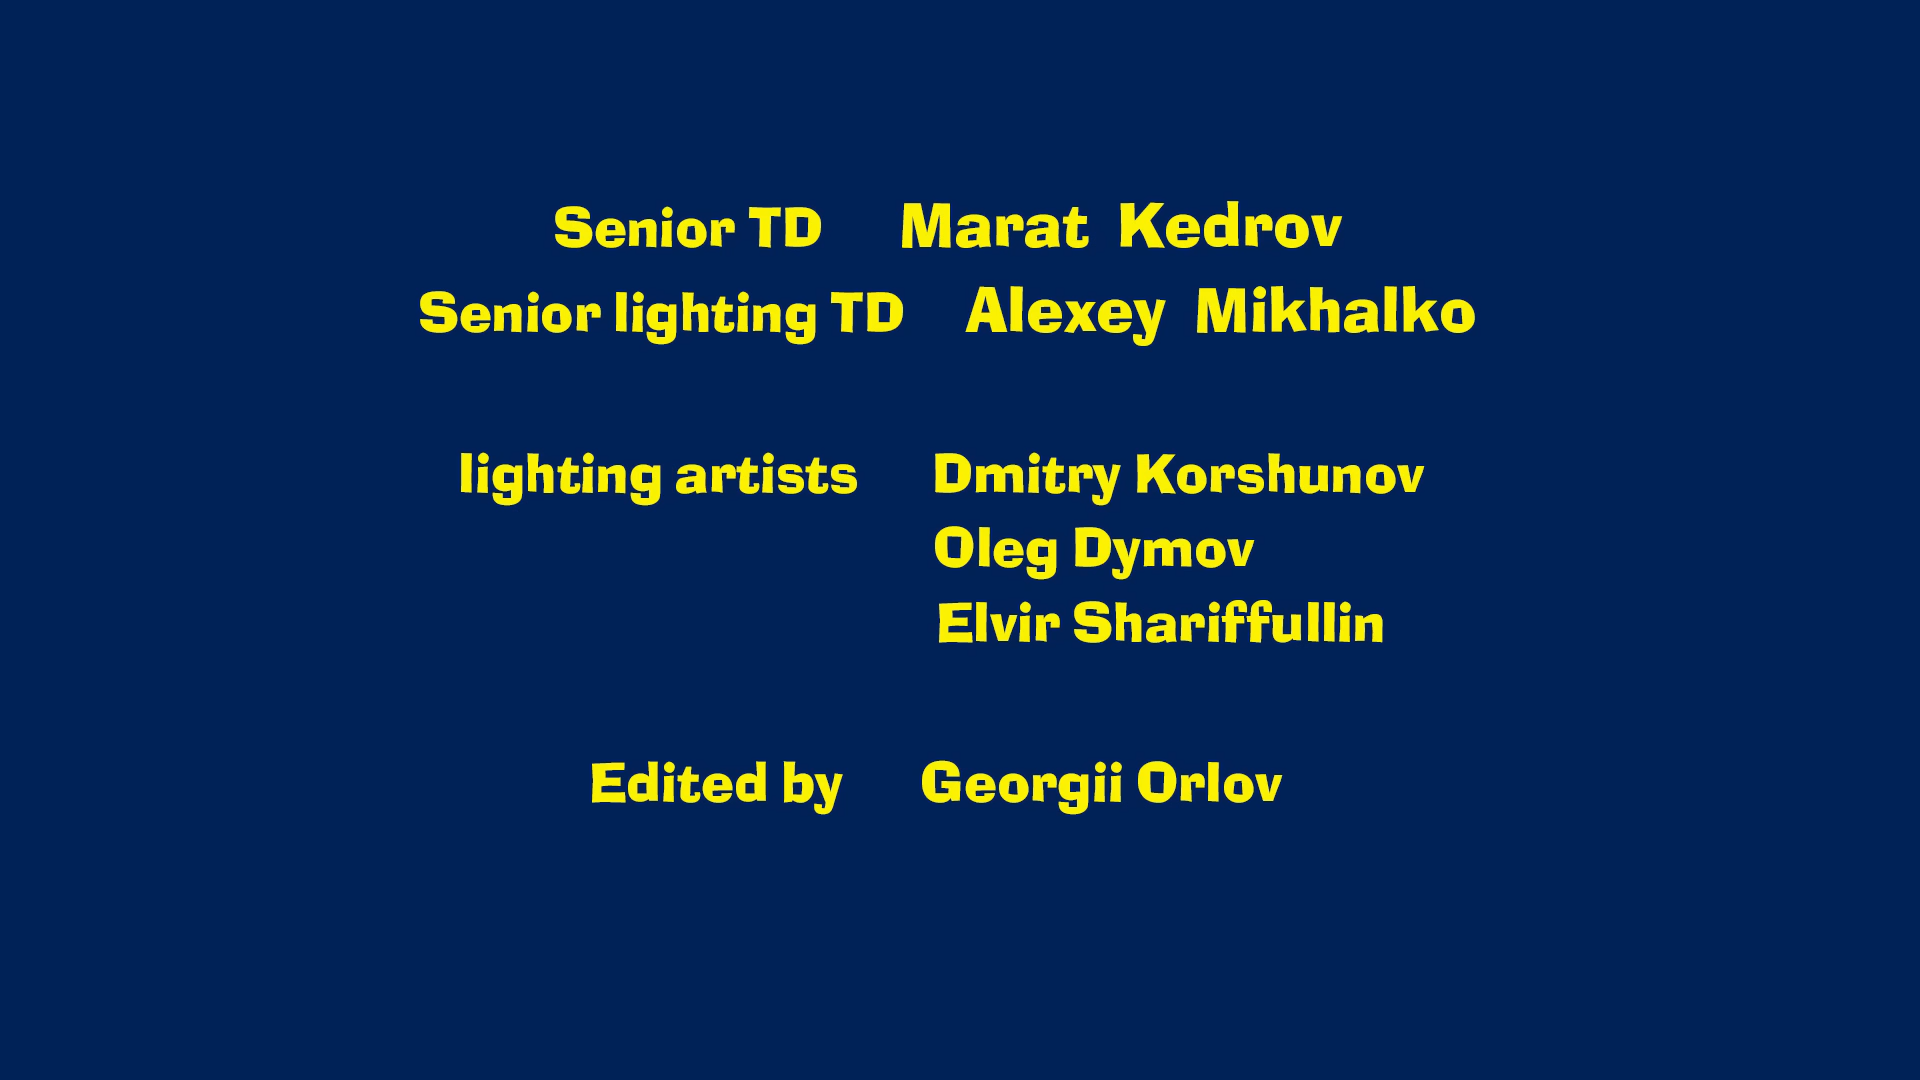 Senior TD Marat Kedrov
Senior lighting TD Alexey Mikhalko
lighting artists Dmitry Korshunov
Oleg Dymov
Elvir Shariffullin
Edited by Georgii Orlov